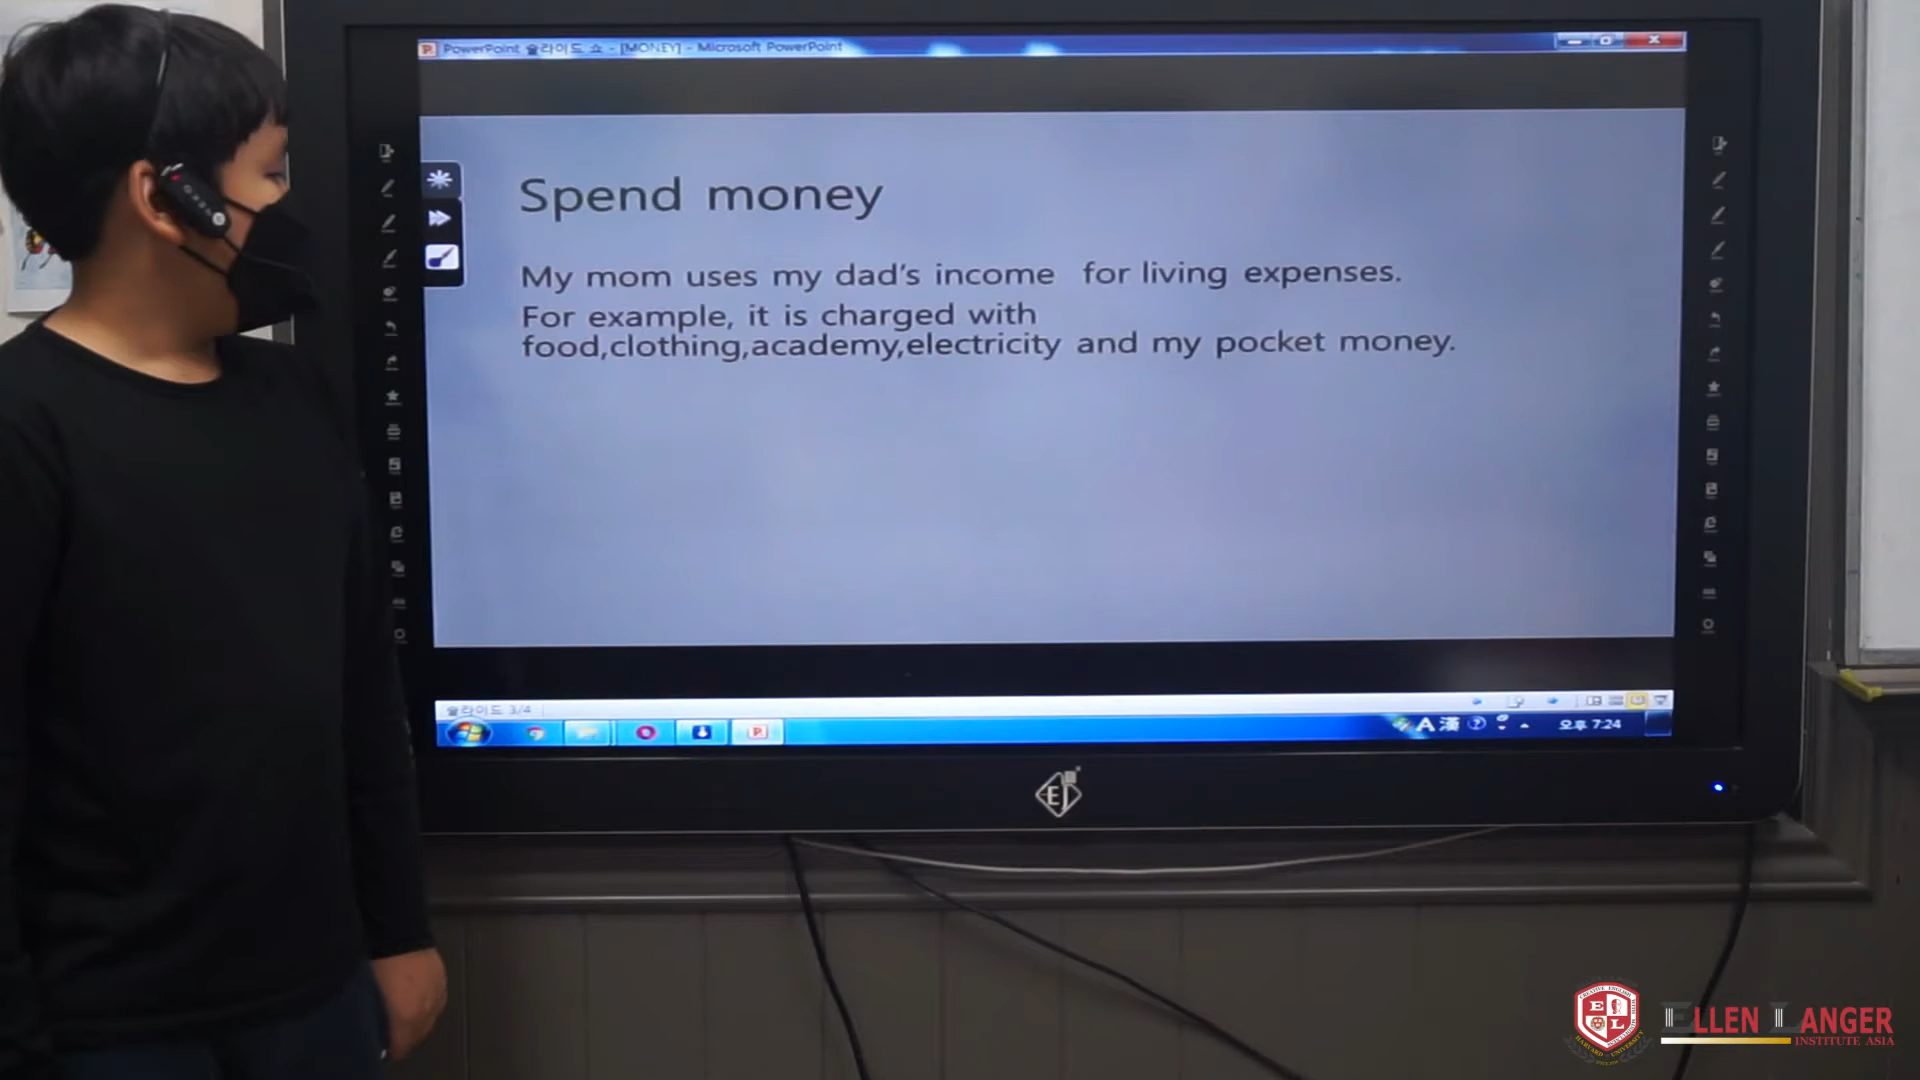 PowerPoint 슬라이드 쇼 - [MONEY] - Microsoft PowerPoint
Spend money
My mom uses my dad's income for living expenses.
For example, it is charged with
food,clothing,academy,electricity and my pocket money.
슬라이드 3/4
A 漢
오후 7:24
EJ
E L
ELLEN LANGER
INSTITUTE ASIA